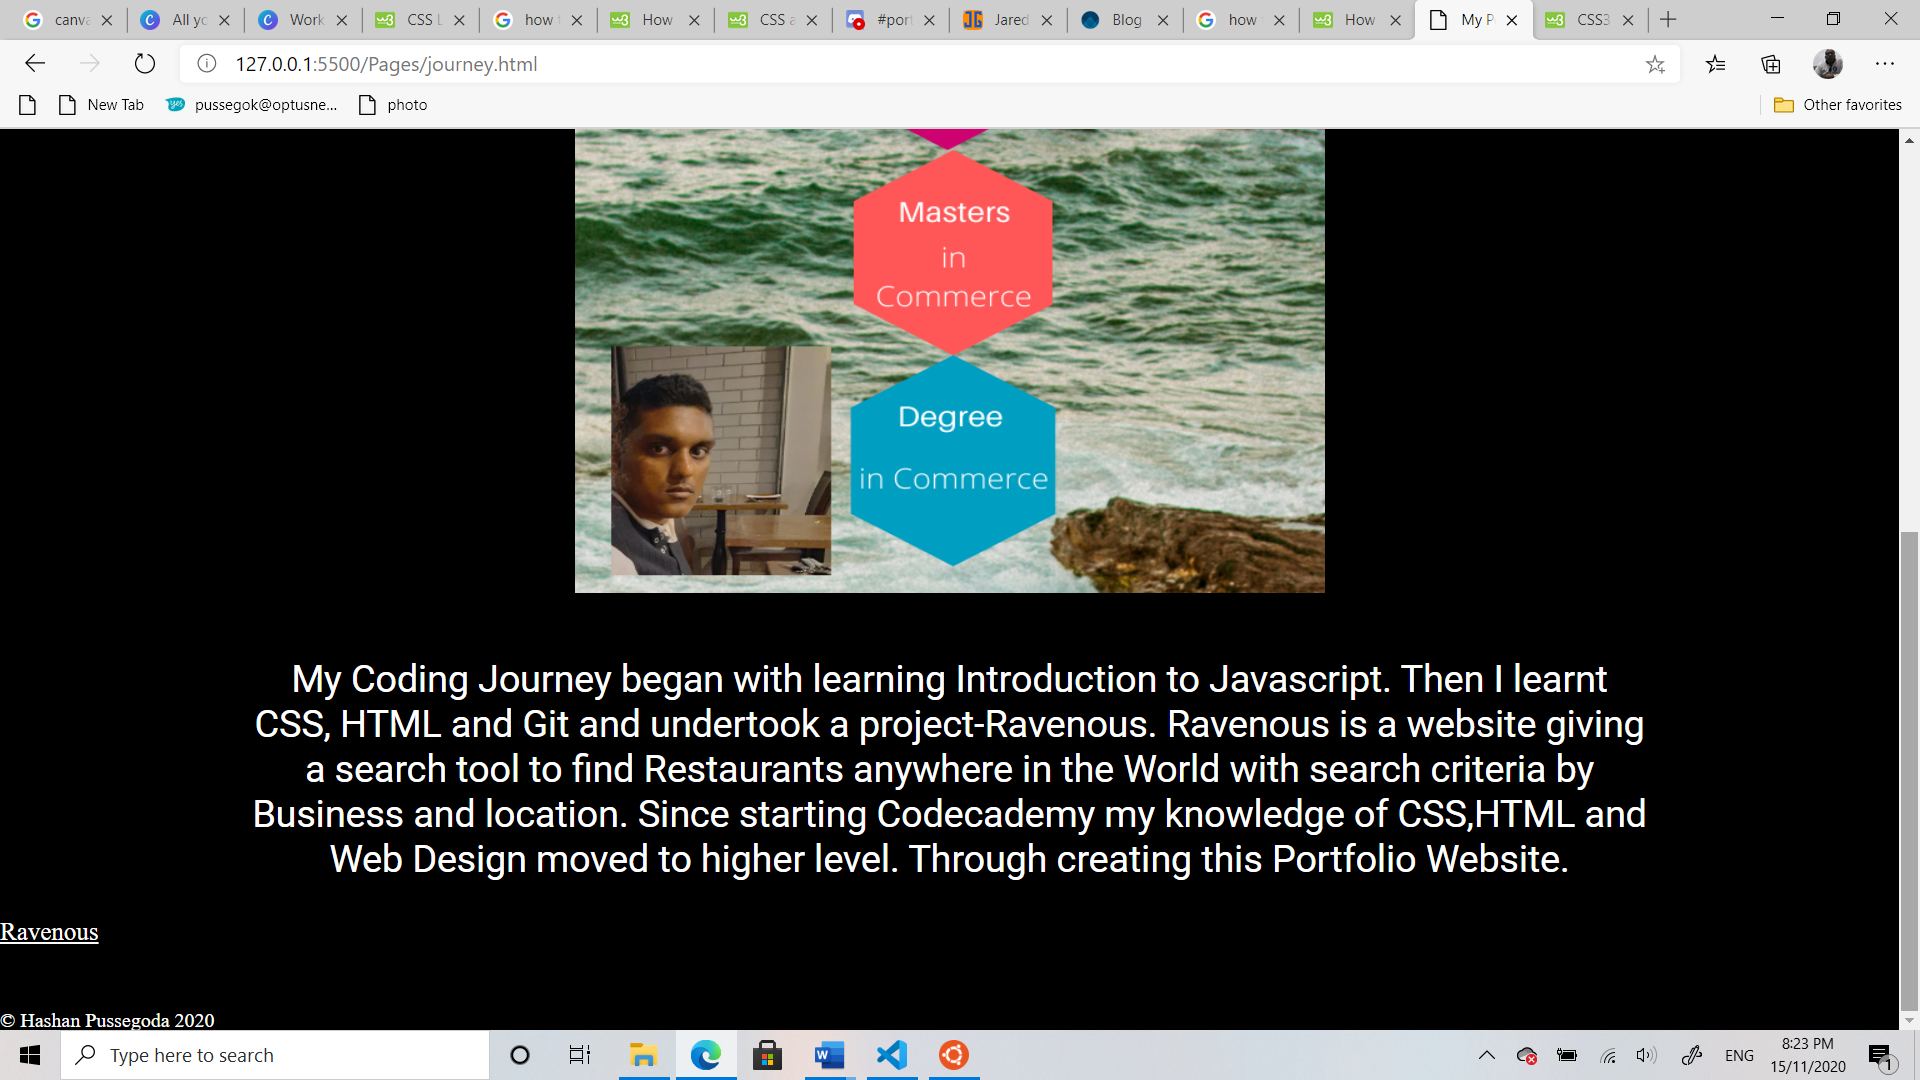 canva
All yo
Work
CSS L
how t
How
CSS a
#port
Jared
Blog
how
How
My P
CSS3
127.0.0.1:5500/Pages/journey.html
New Tab
pussegok@optusne...
photo
Other favorites
Masters
in
Commerce
Degree
in Commerce
My Coding Journey began with learning Introduction to Javascript. Then I learnt
CSS, HTML and Git and undertook a project-Ravenous. Ravenous is a website giving
a search tool to find Restaurants anywhere in the World with search criteria by
Business and location. Since starting Codecademy my knowledge of CSS,HTML and
Web Design moved to higher level. Through creating this Portfolio Website.
Ravenous
© Hashan Pussegoda 2020
Type here to search
ENG
8:23 PM
15/11/2020
1